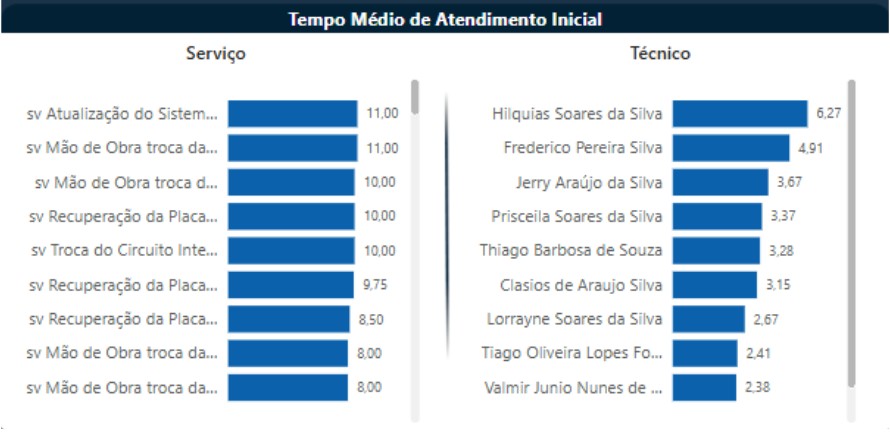 Tempo Médio de Atendimento Inicial
Serviço
sv Atualização do Sistem... 11,00
sv Mão de Obra troca da... 11,00
sv Mão de Obra troca d... 10,00
sv Recuperação da Placa... 10,00
sv Troca do Circuito Inte... 10,00
sv Recuperação da Placa... 9,75
sv Recuperação da Placa... 8,50
sv Mão de Obra troca da... 8,00
sv Mão de Obra troca da... 8,00
Técnico
Hilquias Soares da Silva 6,27
Frederico Pereira Silva 4,91
Jerry Araújo da Silva 3,67
Prisceila Soares da Silva 3,37
Thiago Barbosa de Souza 3,28
Clasios de Araujo Silva 3,15
Lorrayne Soares da Silva 2,67
Tiago Oliveira Lopes Fo... 2,41
Valmir Junio Nunes de ... 2,38